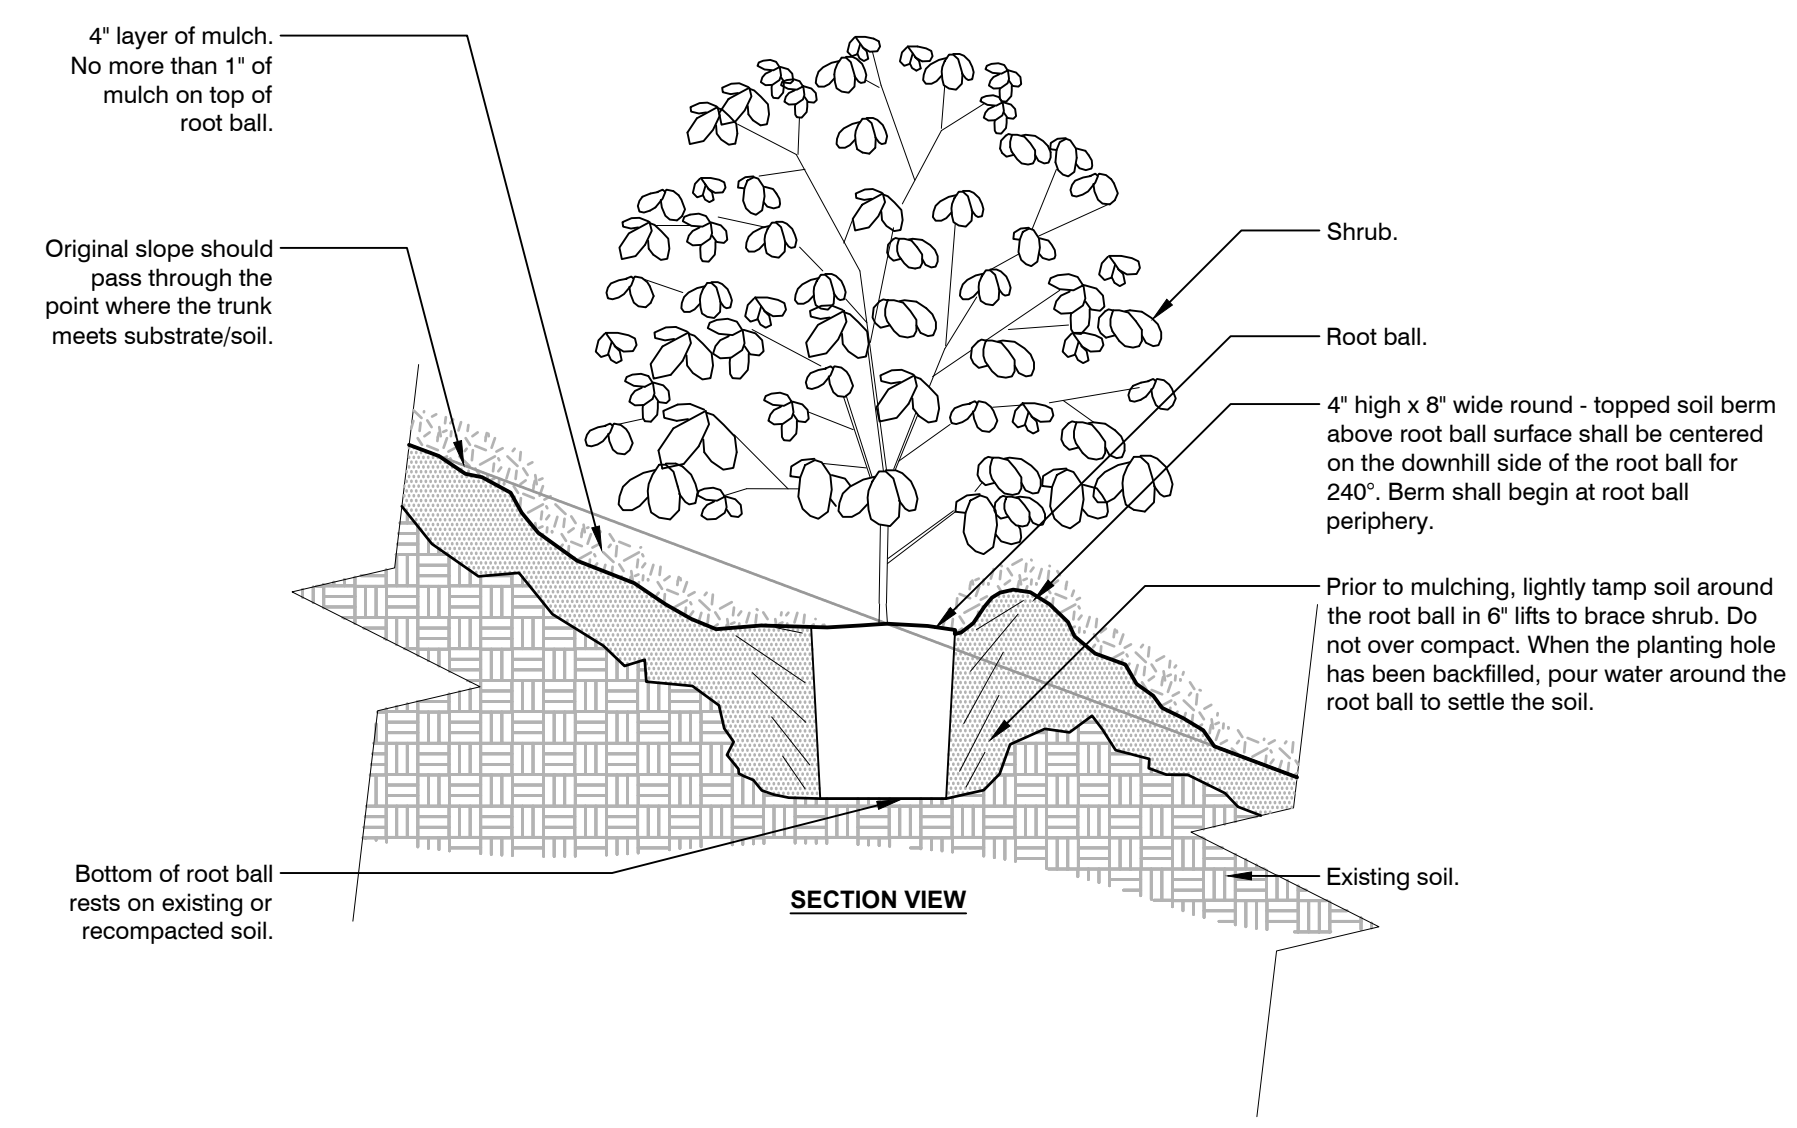 4" layer of mulch.
No more than 1" of
mulch on top of
root ball.
Original slope should
pass through the
point where the trunk
meets substrate/soil.
Shrub.
Root ball.
4" high x 8" wide round - topped soil berm
above root ball surface shall be centered
on the downhill side of the root ball for
240°. Berm shall begin at root ball
periphery.
Prior to mulching, lightly tamp soil around
the root ball in 6" lifts to brace shrub. Do
not over compact. When the planting hole
has been backfilled, pour water around the
root ball to settle the soil.
Bottom of root ball
rests on existing or
recompacted soil.
Existing soil.
SECTION VIEW